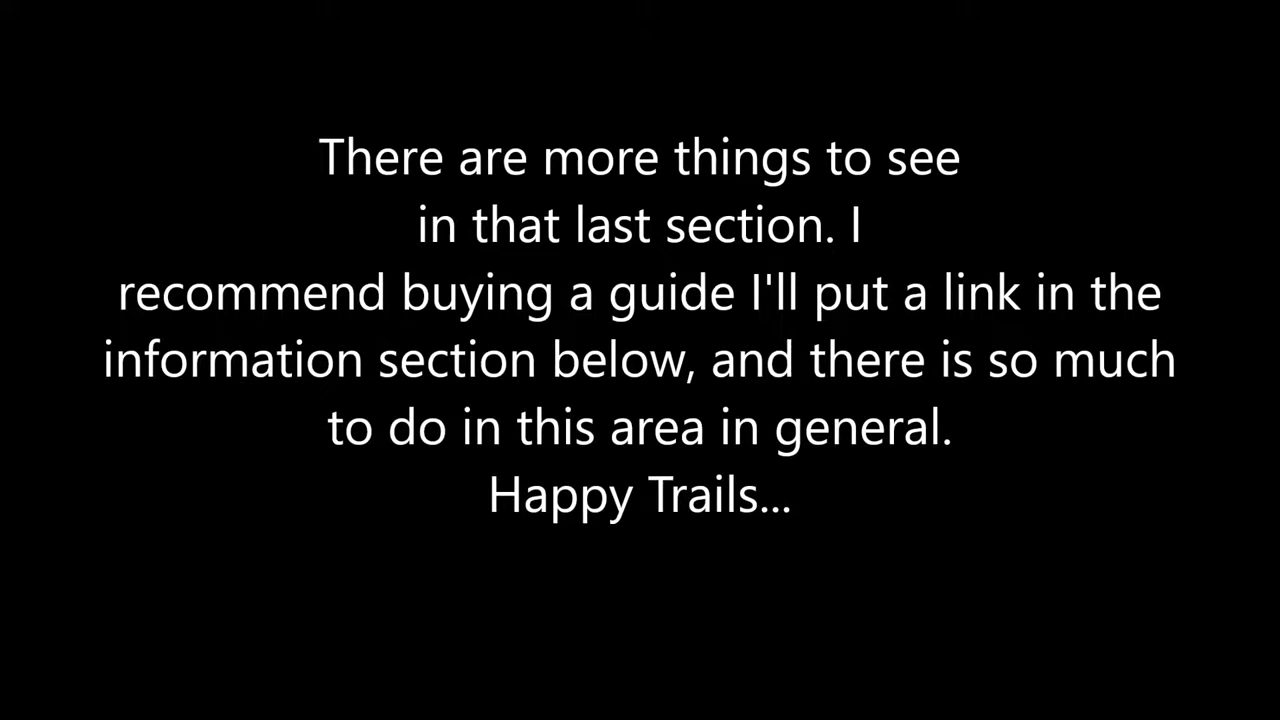 There are more things to see
in that last section. I
recommend buying a guide I'll put a link in the
information section below, and there is so much
to do in this area in general.
Happy Trails...